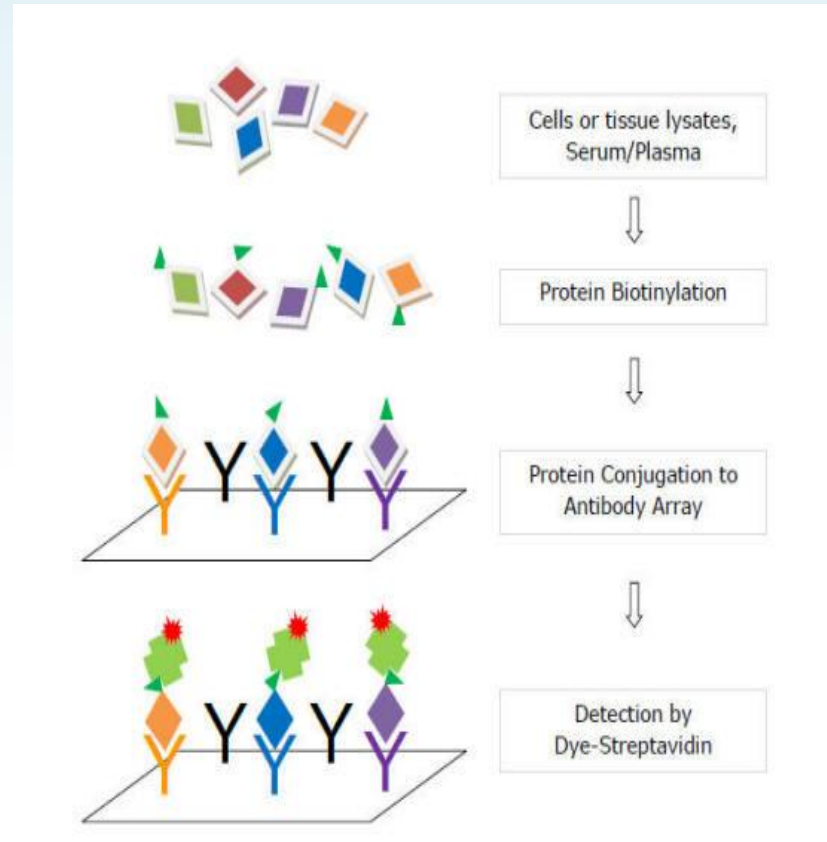 Cells or tissue lysates,
Serum/Plasma
Protein Biotinylation
Protein Conjugation to
Antibody Array
Detection by
Dye-Streptavidin